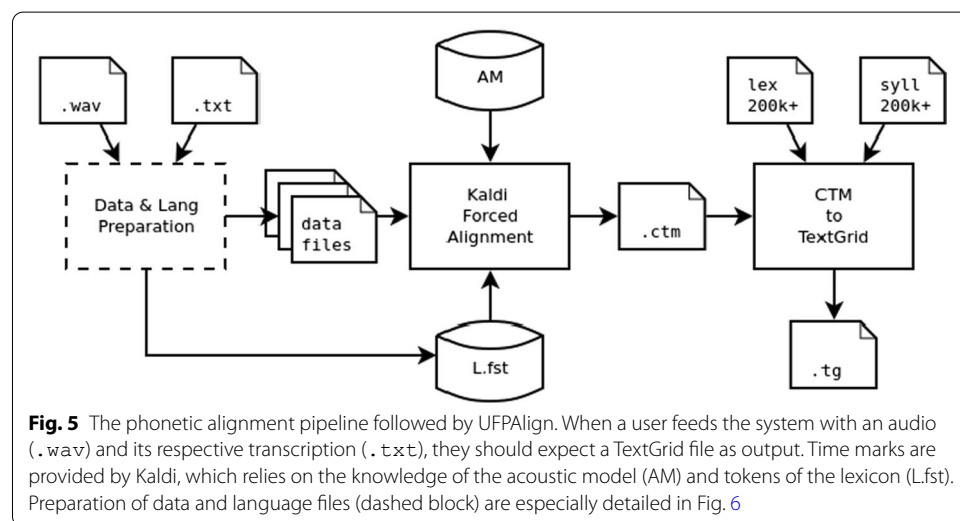 AM
.wav
.txt
lex
200k+
syll
200k+
Data & Lang
Preparation
data
files
Kaldi
Forced
Alignment
.ctm
CTM
to
TextGrid
L.fst
.tg
Fig. 5 The phonetic alignment pipeline followed by UFPAlign. When a user feeds the system with an audio
(.wav) and its respective transcription (.txt), they should expect a TextGrid file as output. Time marks are
provided by Kaldi, which relies on the knowledge of the acoustic model (AM) and tokens of the lexicon (L.fst).
Preparation of data and language files (dashed block) are especially detailed in Fig. 6